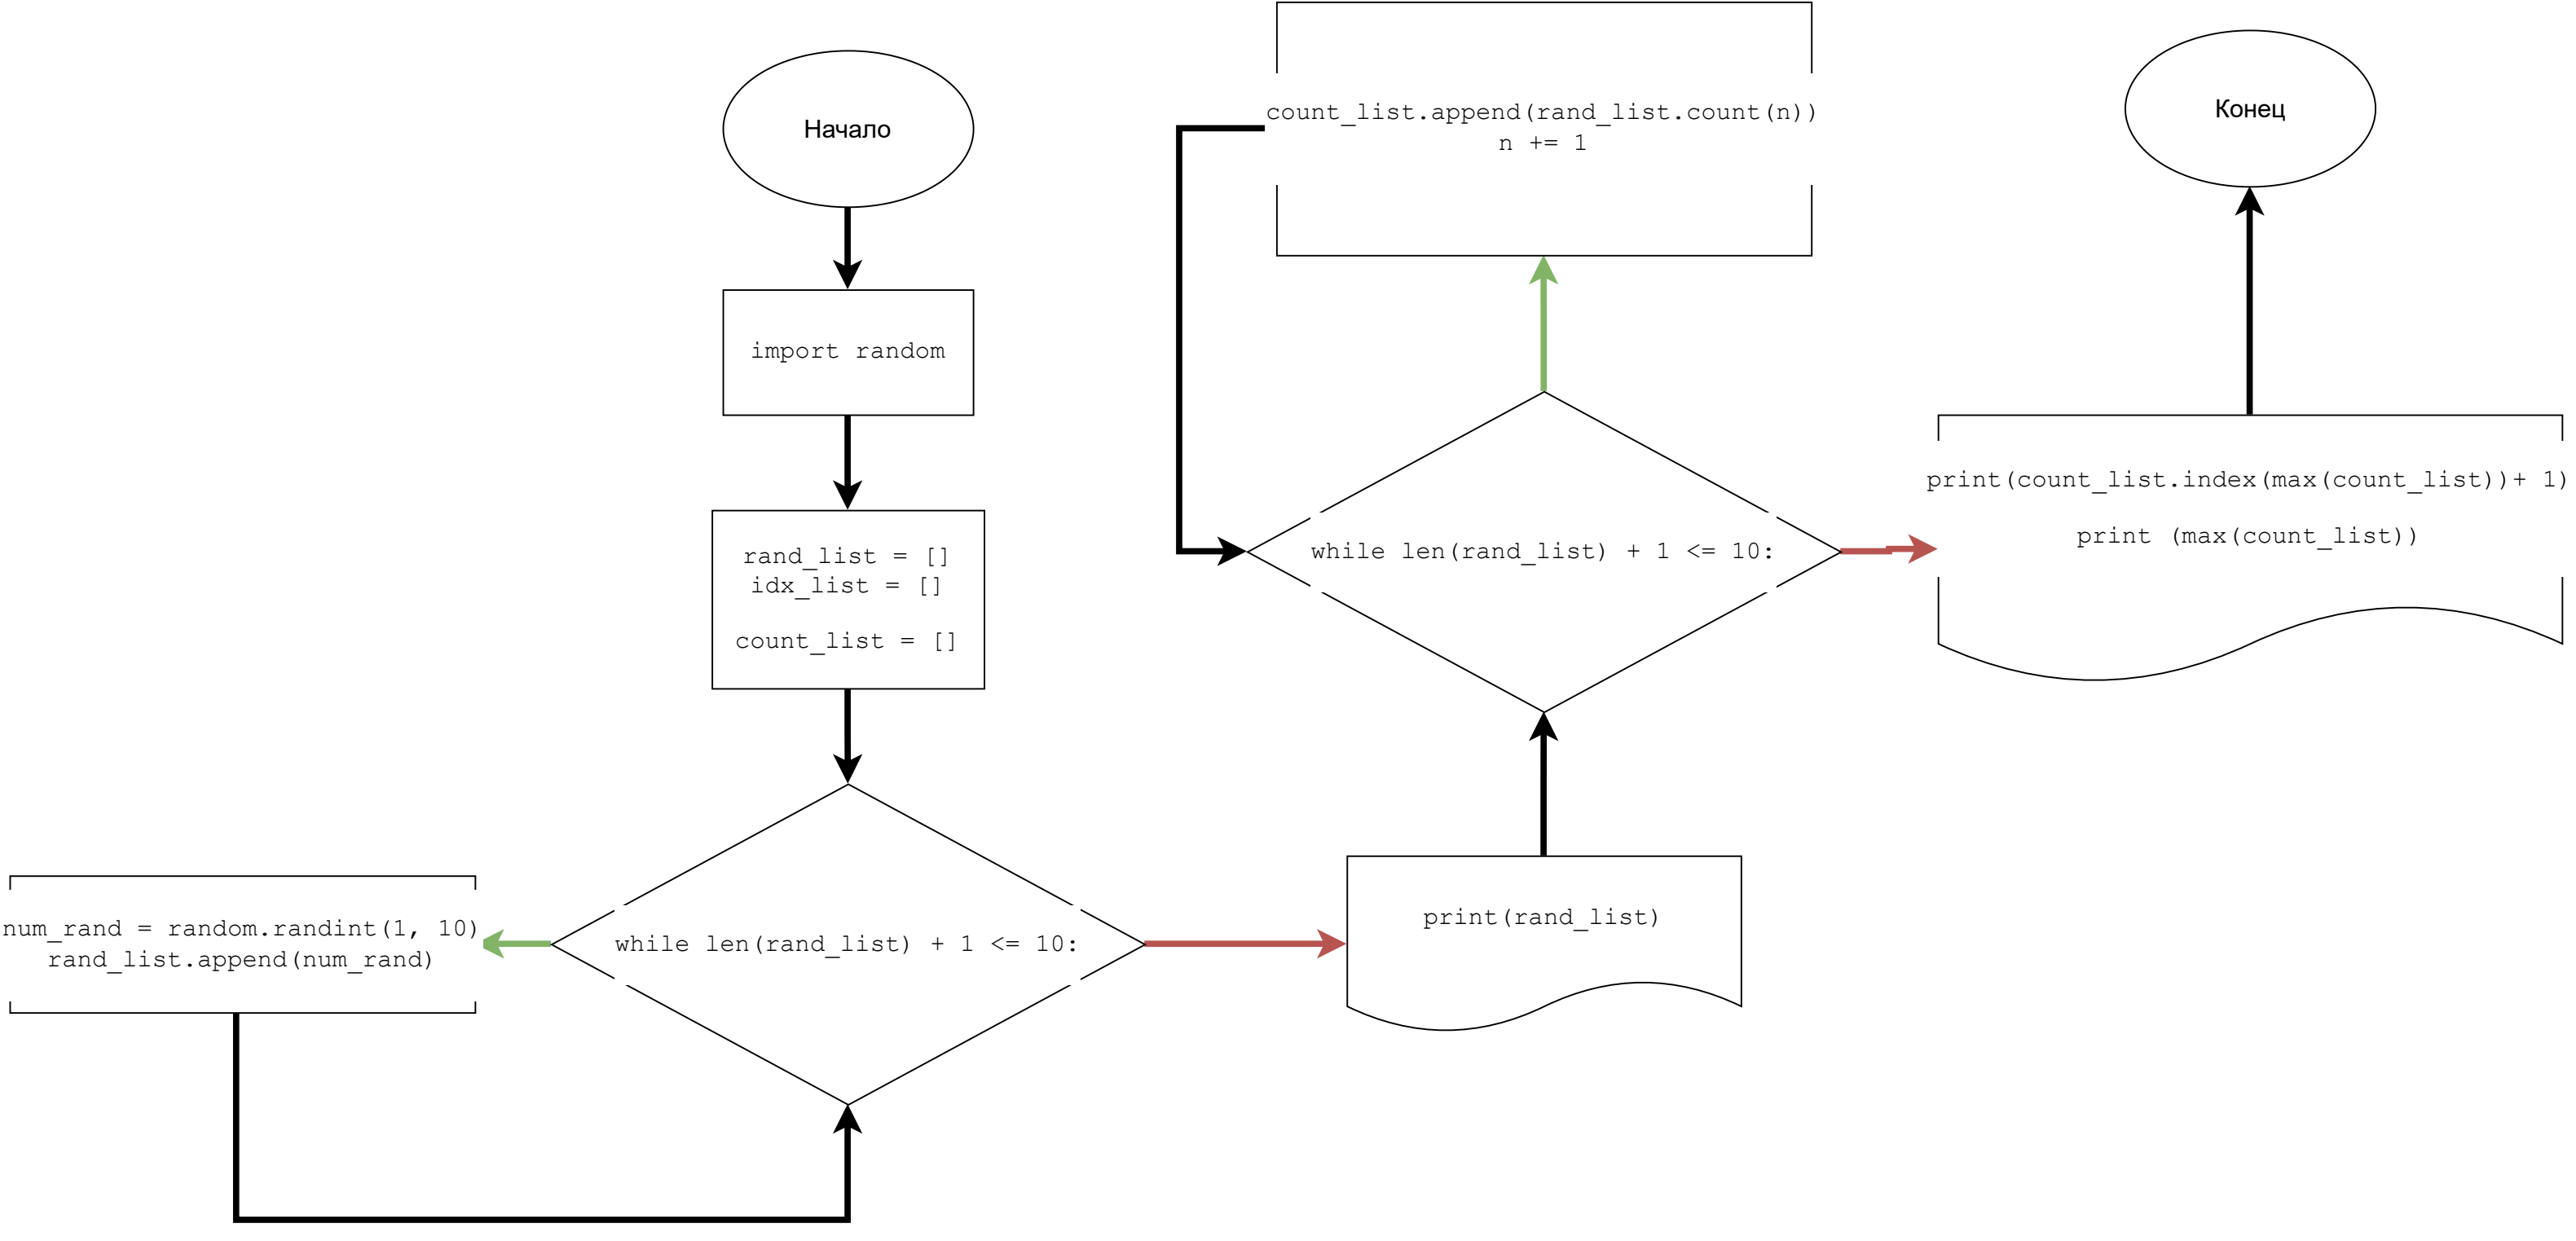 Начало
import random
rand_list = []
idx_list = []
count_list = []
while len(rand_list) + 1 <= 10:
num_rand = random.randint(1, 10)
rand_list.append(num_rand)
print(rand_list)
while len(rand_list) + 1 <= 10:
count_list.append(rand_list.count(n))
n += 1
print(count_list.index(max(count_list))+ 1)
print (max(count_list))
Конец